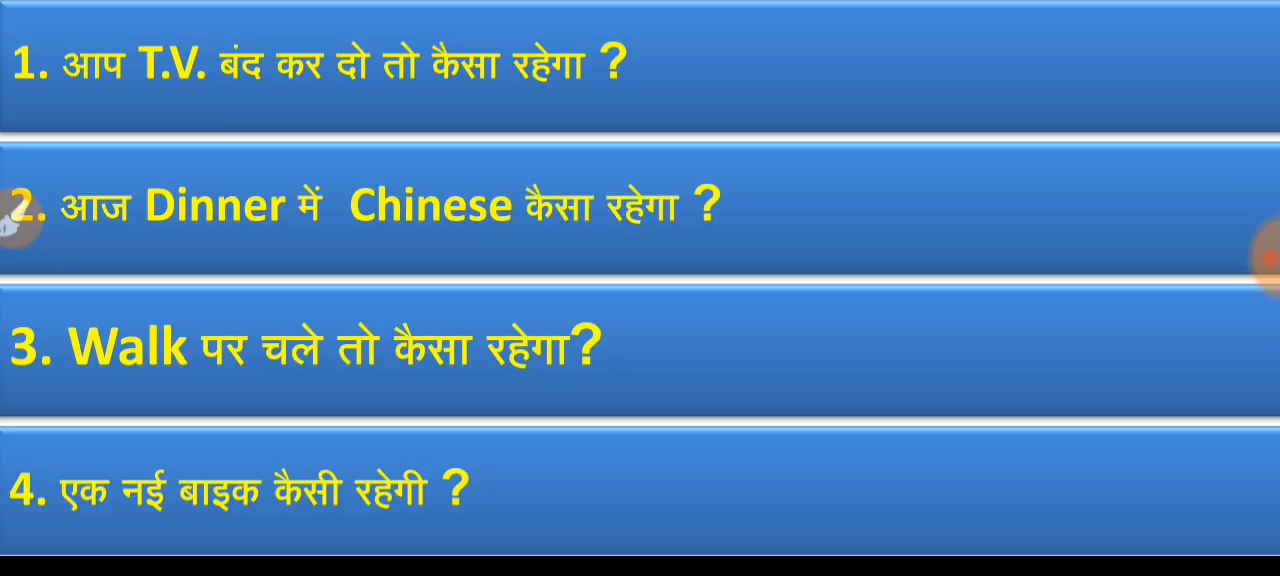 1. आप T.V. बंद कर दो तो कैसा रहेगा ?
2. आज Dinner में Chinese कैसा रहेगा ?
3. Walk पर चले तो कैसा रहेगा?
4. एक नई बाइक कैसी रहेगी ?